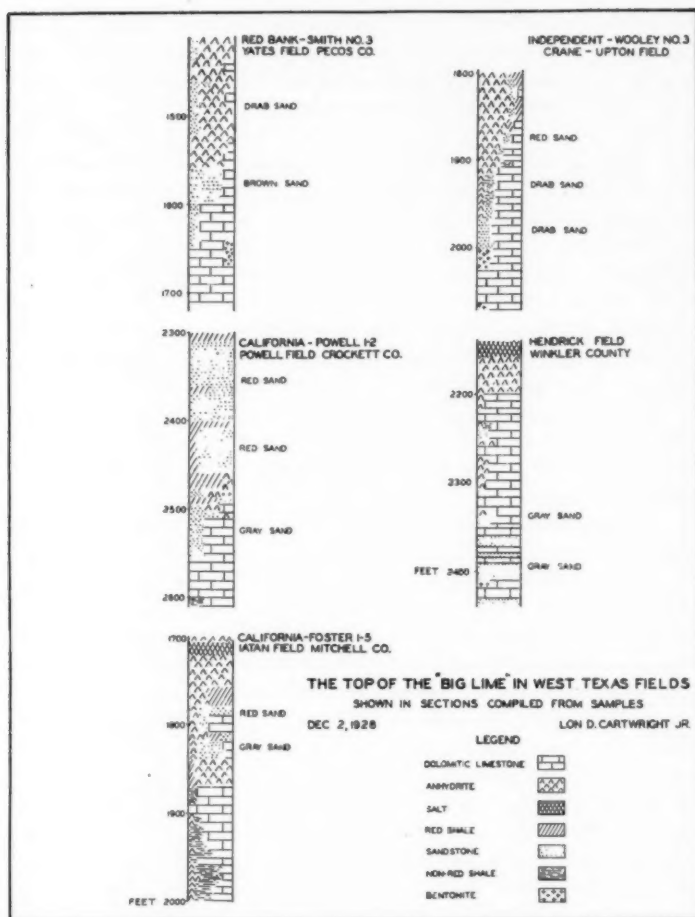 RED BANK-SMITH NO. 3
YATES FIELD PECOS CO.
1500
DRAB SAND
BROWN SAND
1600
1700
INDEPENDENT - WOOLEY NO. 3
CRANE - UPTON FIELD
1800
RED SAND
1900
DRAB SAND
DRAB SAND
2000
CALIFORNIA - POWELL 1-2
POWELL FIELD CROCKETT CO.
2300
RED SAND
2400
RED SAND
2500
GRAY SAND
2600
HENDRICK FIELD
WINKLER COUNTY
2200
2300
GRAY SAND
GRAY SAND
FEET 2400
CALIFORNIA-FOSTER 1-5
IATAN FIELD MITCHELL CO.
1700
RED SAND
1800
GRAY SAND
1900
FEET 2000
THE TOP OF THE "BIG LIME" IN WEST TEXAS FIELDS
SHOWN IN SECTIONS COMPILED FROM SAMPLES
DEC 2, 1928 LON D. CARTWRIGHT JR.
LEGEND
DOLOMITIC LIMESTONE
ANHYDRITE
SALT
RED SHALE
SANDSTONE
NON-RED SHALE
BENTONITE